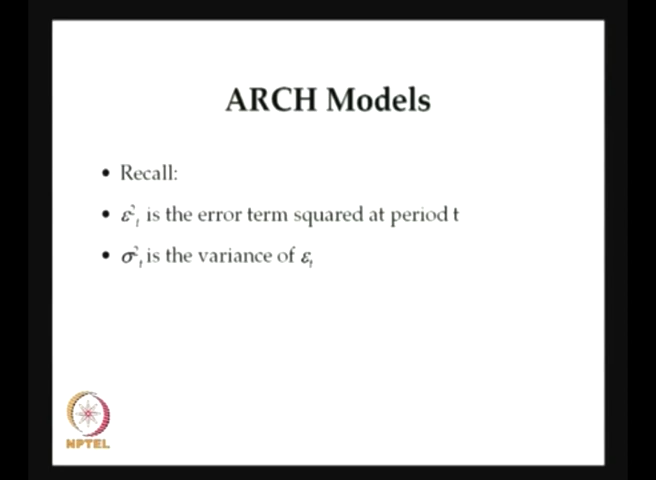 ARCH Models
• Recall:
• ε²ₜ is the error term squared at period t
• σ²ₜ is the variance of εₜ
NPTEL